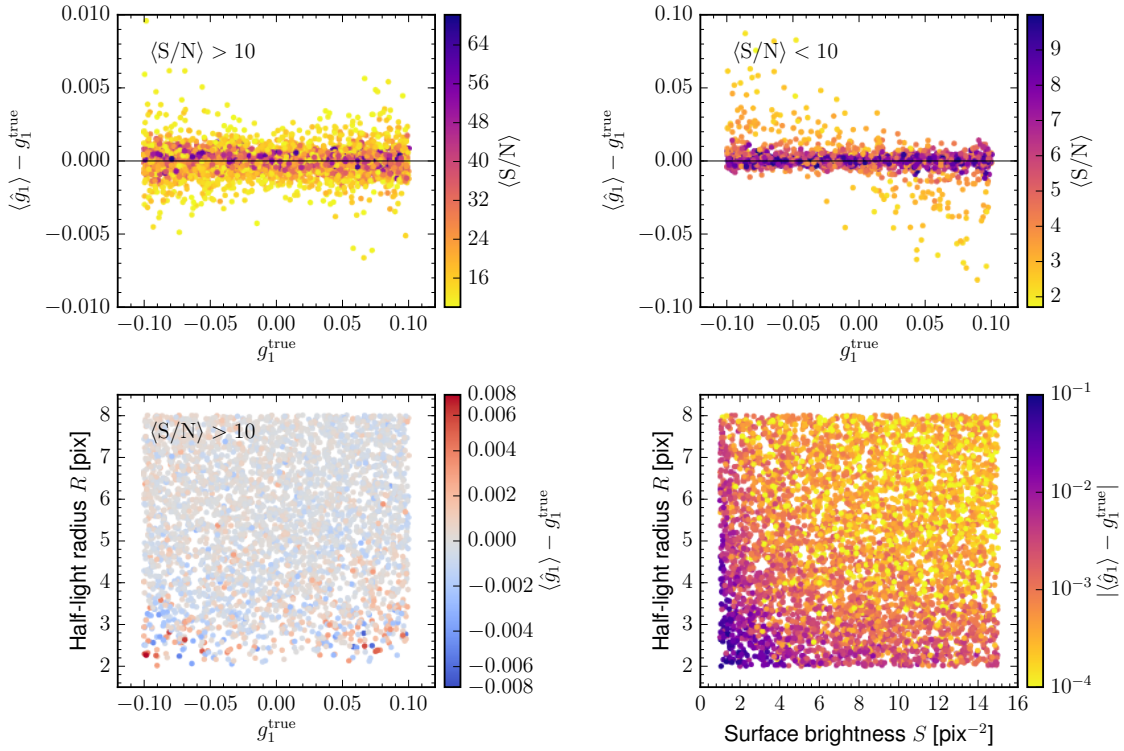 0.010
0.005
0.000
−0.005
−0.010
⟨ĝ₁⟩ − g₁^true
⟨S/N⟩ > 10
−0.10 −0.05 0.00 0.05 0.10
g₁^true
64
56
48
40
32
24
16
⟨S/N⟩
0.10
0.05
0.00
−0.05
−0.10
⟨ĝ₁⟩ − g₁^true
⟨S/N⟩ < 10
−0.10 −0.05 0.00 0.05 0.10
g₁^true
9
8
7
6
5
4
3
2
⟨S/N⟩
8
7
6
5
4
3
2
Half-light radius R [pix]
⟨S/N⟩ > 10
−0.10 −0.05 0.00 0.05 0.10
g₁^true
0.008
0.006
0.004
0.002
0.000
−0.002
−0.004
−0.006
−0.008
⟨ĝ₁⟩ − g₁^true
8
7
6
5
4
3
2
Half-light radius R [pix]
0 2 4 6 8 10 12 14 16
Surface brightness S [pix⁻²]
10⁻¹
10⁻²
10⁻³
10⁻⁴
|⟨ĝ₁⟩ − g₁^true|